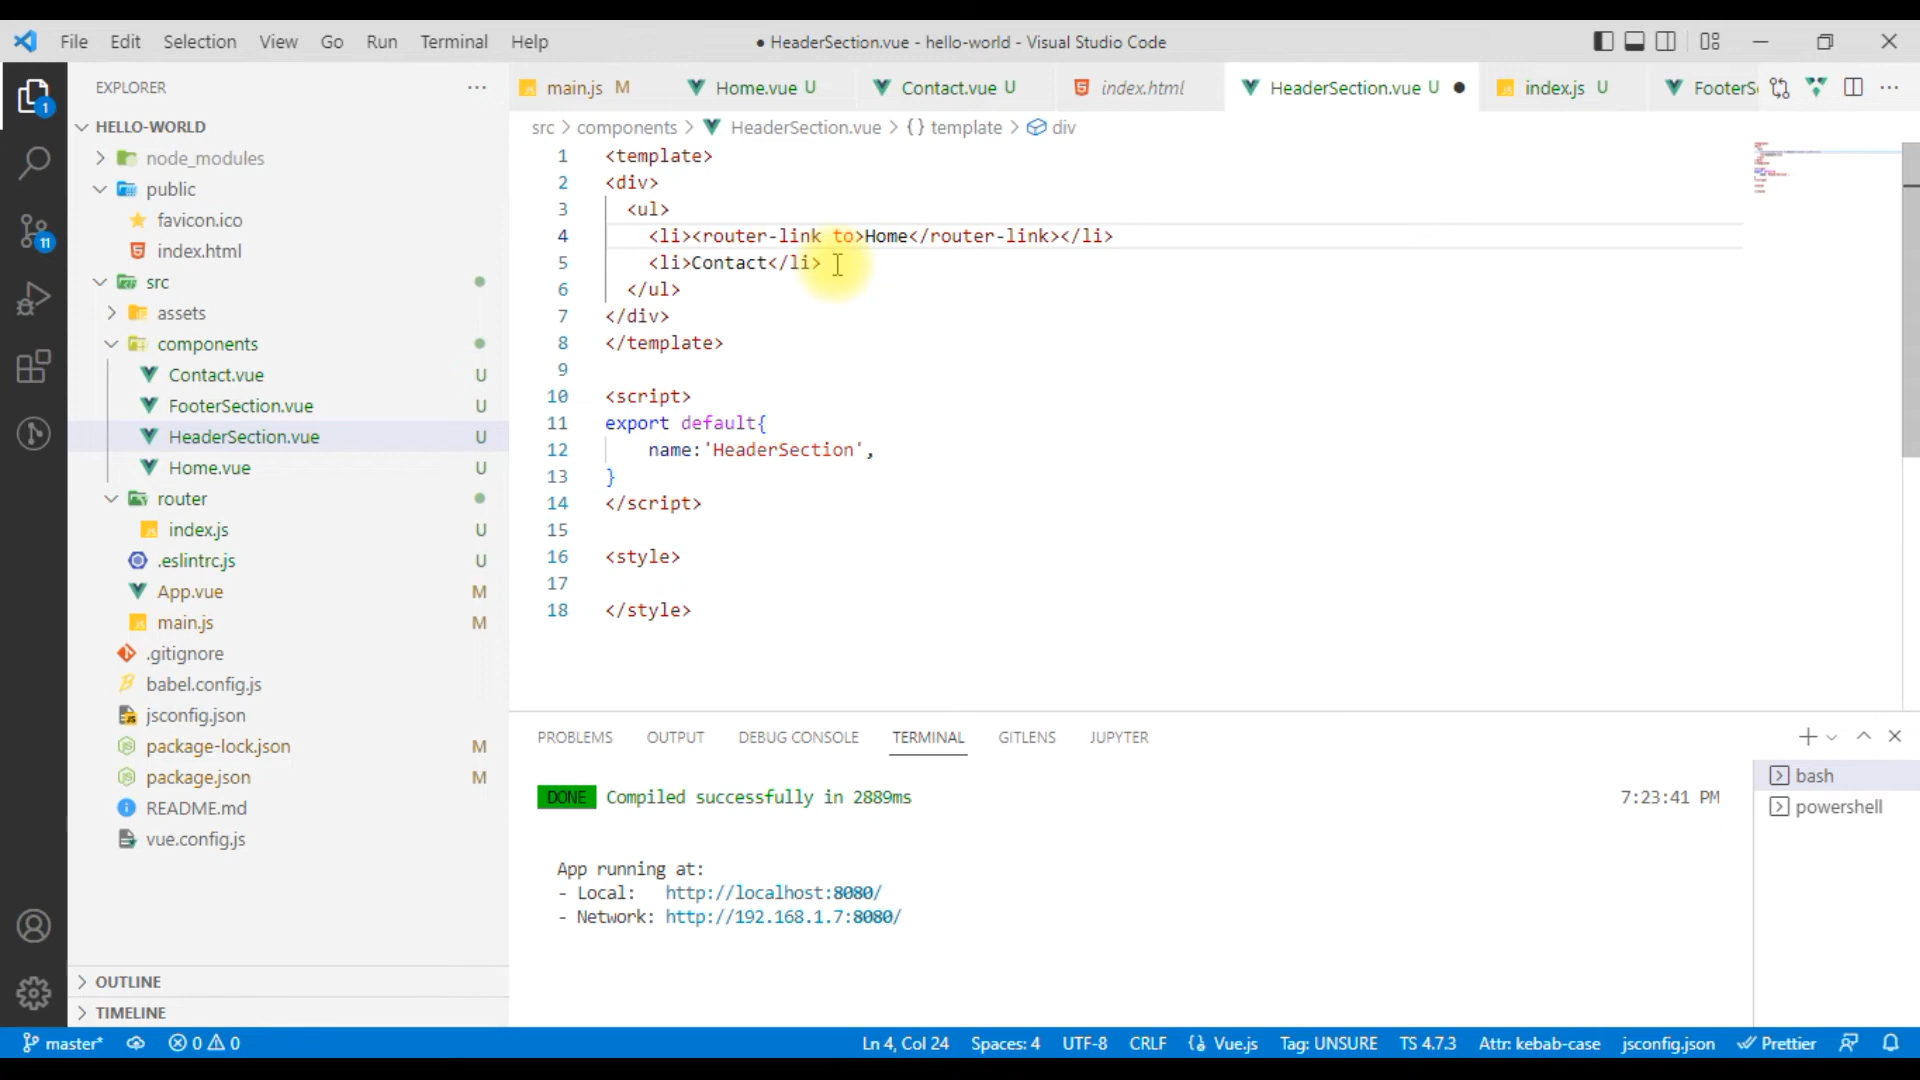 File Edit Selection View Go Run Terminal Help
● HeaderSection.vue - hello-world - Visual Studio Code
EXPLORER
main.js M
Home.vue U
Contact.vue U
index.html
HeaderSection.vue U
index.js U
FooterS
src > components > HeaderSection.vue > {} template > div
1
HELLO-WORLD
node_modules
public
favicon.ico
index.html
src
assets
components
Contact.vue U
FooterSection.vue U
HeaderSection.vue U
Home.vue U
router
index.js U
.eslintrc.js U
App.vue M
main.js M
.gitignore
babel.config.js
jsconfig.json
package-lock.json M
package.json M
README.md
vue.config.js
OUTLINE
TIMELINE
11
1 <template>
2 <div>
3 <ul>
4 <li><router-link to>Home</router-link></li>
5 <li>Contact</li>
6 </ul>
7 </div>
8 </template>
9
10 <script>
11 export default{
12 name:'HeaderSection',
13 }
14 </script>
15
16 <style>
17
18 </style>
PROBLEMS OUTPUT DEBUG CONSOLE TERMINAL GITLENS JUPYTER
DONE Compiled successfully in 2889ms 7:23:41 PM
App running at:
- Local: http://localhost:8080/
- Network: http://192.168.1.7:8080/
bash
powershell
master* 0 0 Ln 4, Col 24 Spaces: 4 UTF-8 CRLF Vue.js Tag: UNSURE TS 4.7.3 Attr: kebab-case jsconfig.json Prettier